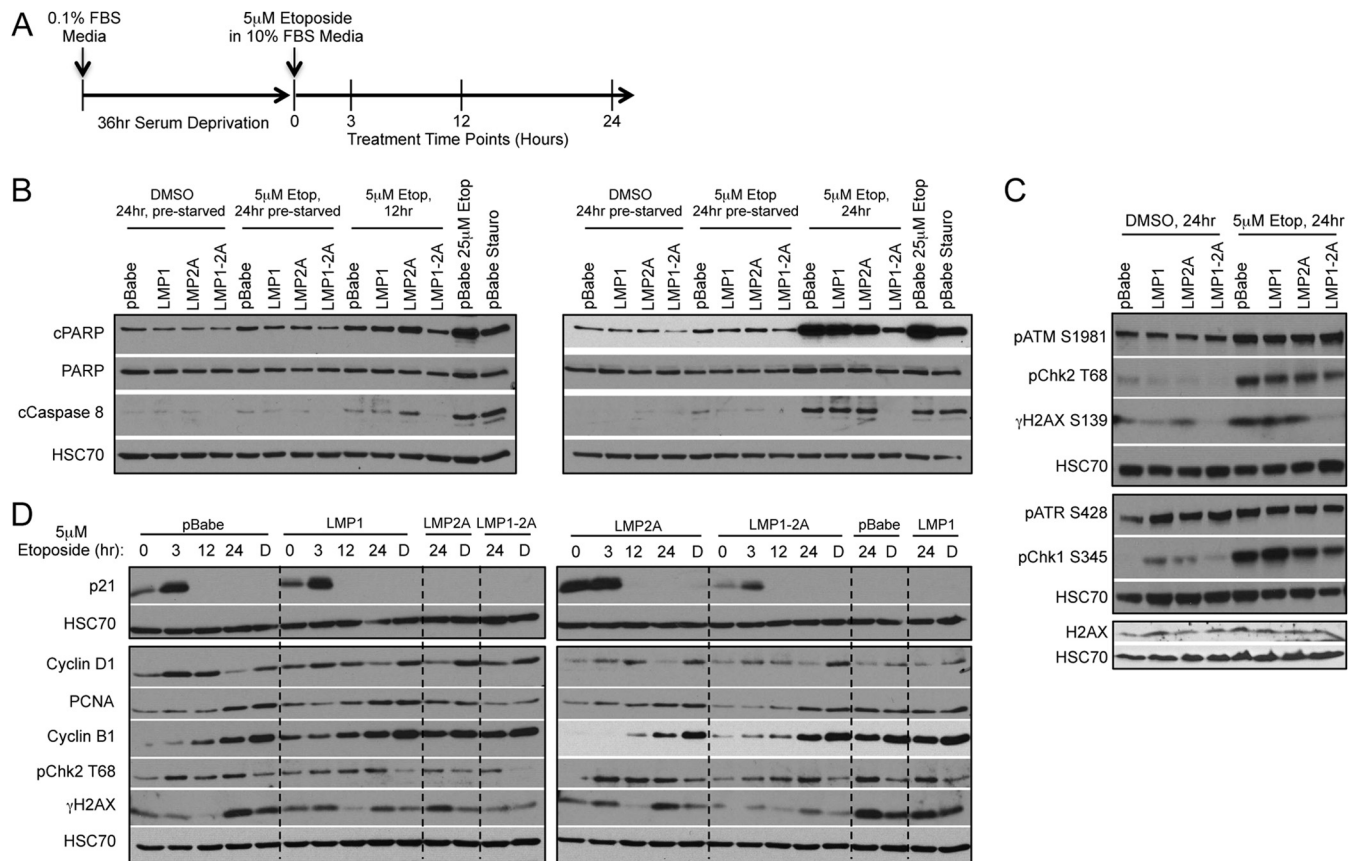 A
0.1% FBS
Media
5μM Etoposide
in 10% FBS Media
36hr Serum Deprivation
0 3 12 24
Treatment Time Points (Hours)
B
DMSO
24hr, pre-starved
5μM Etop,
24hr pre-starved
5μM Etop,
12hr
pBabe LMP1 LMP2A LMP1-2A pBabe LMP1 LMP2A LMP1-2A pBabe LMP1 LMP2A LMP1-2A pBabe 25μM Etop pBabe Stauro
DMSO
24hr pre-starved
5μM Etop
24hr pre-starved
5μM Etop,
24hr
pBabe LMP1 LMP2A LMP1-2A pBabe LMP1 LMP2A LMP1-2A pBabe LMP1 LMP2A LMP1-2A pBabe 25μM Etop pBabe Stauro
cPARP
PARP
cCaspase 8
HSC70
C
DMSO, 24hr 5μM Etop, 24hr
pBabe LMP1 LMP2A LMP1-2A pBabe LMP1 LMP2A LMP1-2A
pATM S1981
pChk2 T68
γH2AX S139
HSC70
pATR S428
pChk1 S345
HSC70
H2AX
HSC70
D
5μM
Etoposide (hr):
pBabe LMP1 LMP2A LMP1-2A
0 3 12 24 D 0 3 12 24 D 24 D 24 D
LMP2A LMP1-2A pBabe LMP1
0 3 12 24 D 0 3 12 24 D 24 D 24 D
p21
HSC70
Cyclin D1
PCNA
Cyclin B1
pChk2 T68
γH2AX
HSC70